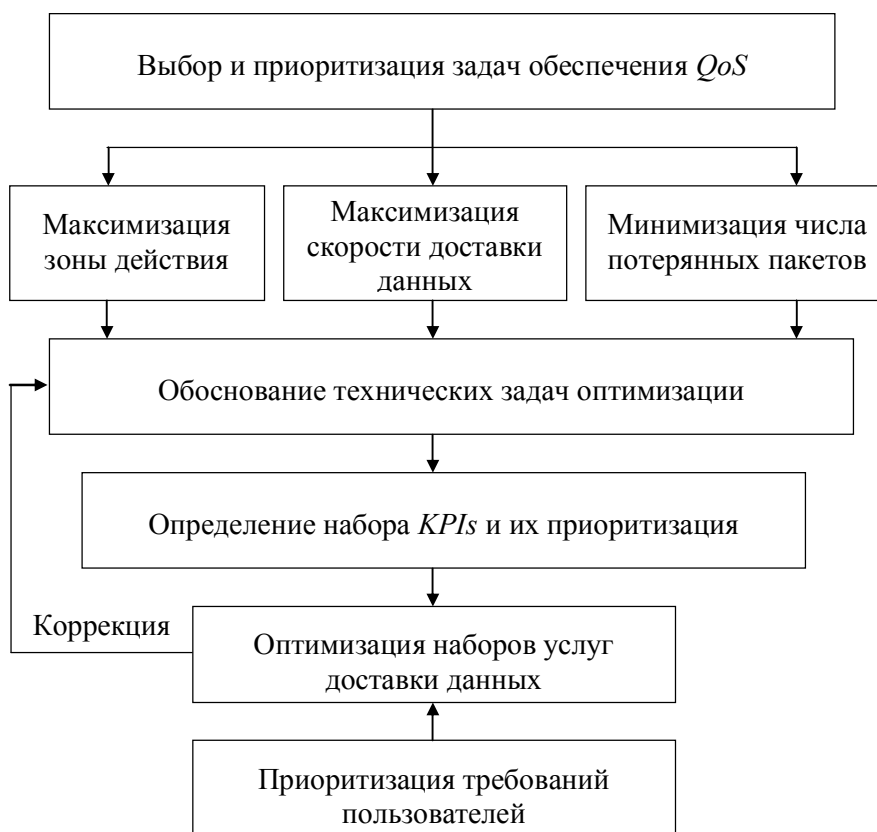 Выбор и приоритизация задач обеспечения QoS
Максимизация
зоны действия
Максимизация
скорости доставки
данных
Минимизация числа
потерянных пакетов
Обоснование технических задач оптимизации
Определение набора KPIs и их приоритизация
Коррекция
Оптимизация наборов услуг
доставки данных
Приоритизация требований
пользователей